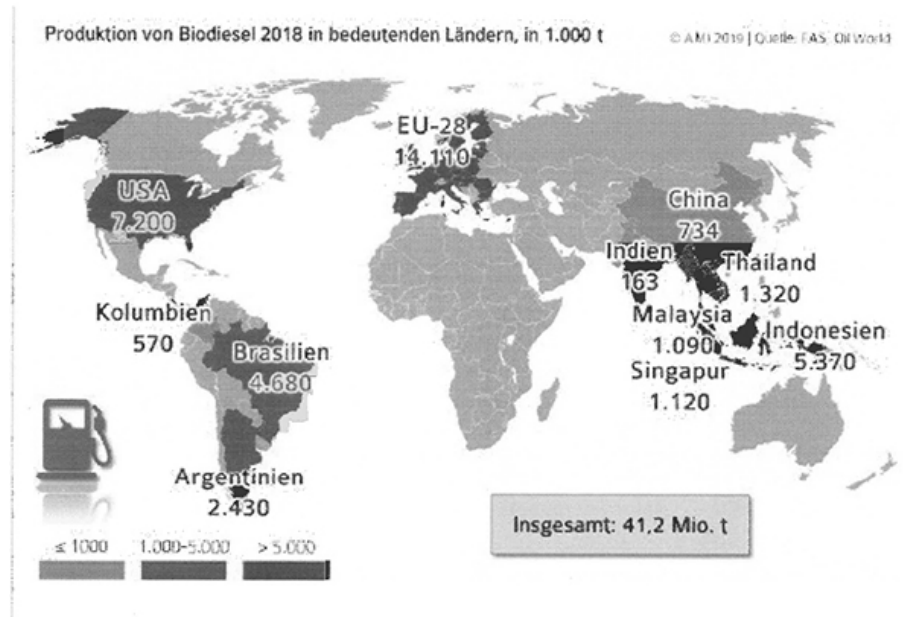 Produktion von Biodiesel 2018 in bedeutenden Ländern, in 1.000 t
© AMI 2019 | Quelle: FAS, Oil World
EU-28
14.110
USA
7.200
China
734
Indien
163
Thailand
1.320
Kolumbien
570
Malaysia
1.090
Indonesien
5.370
Brasilien
4.680
Singapur
1.120
Argentinien
2.430
Insgesamt: 41,2 Mio. t
≤ 1000 1.000-5.000 > 5.000